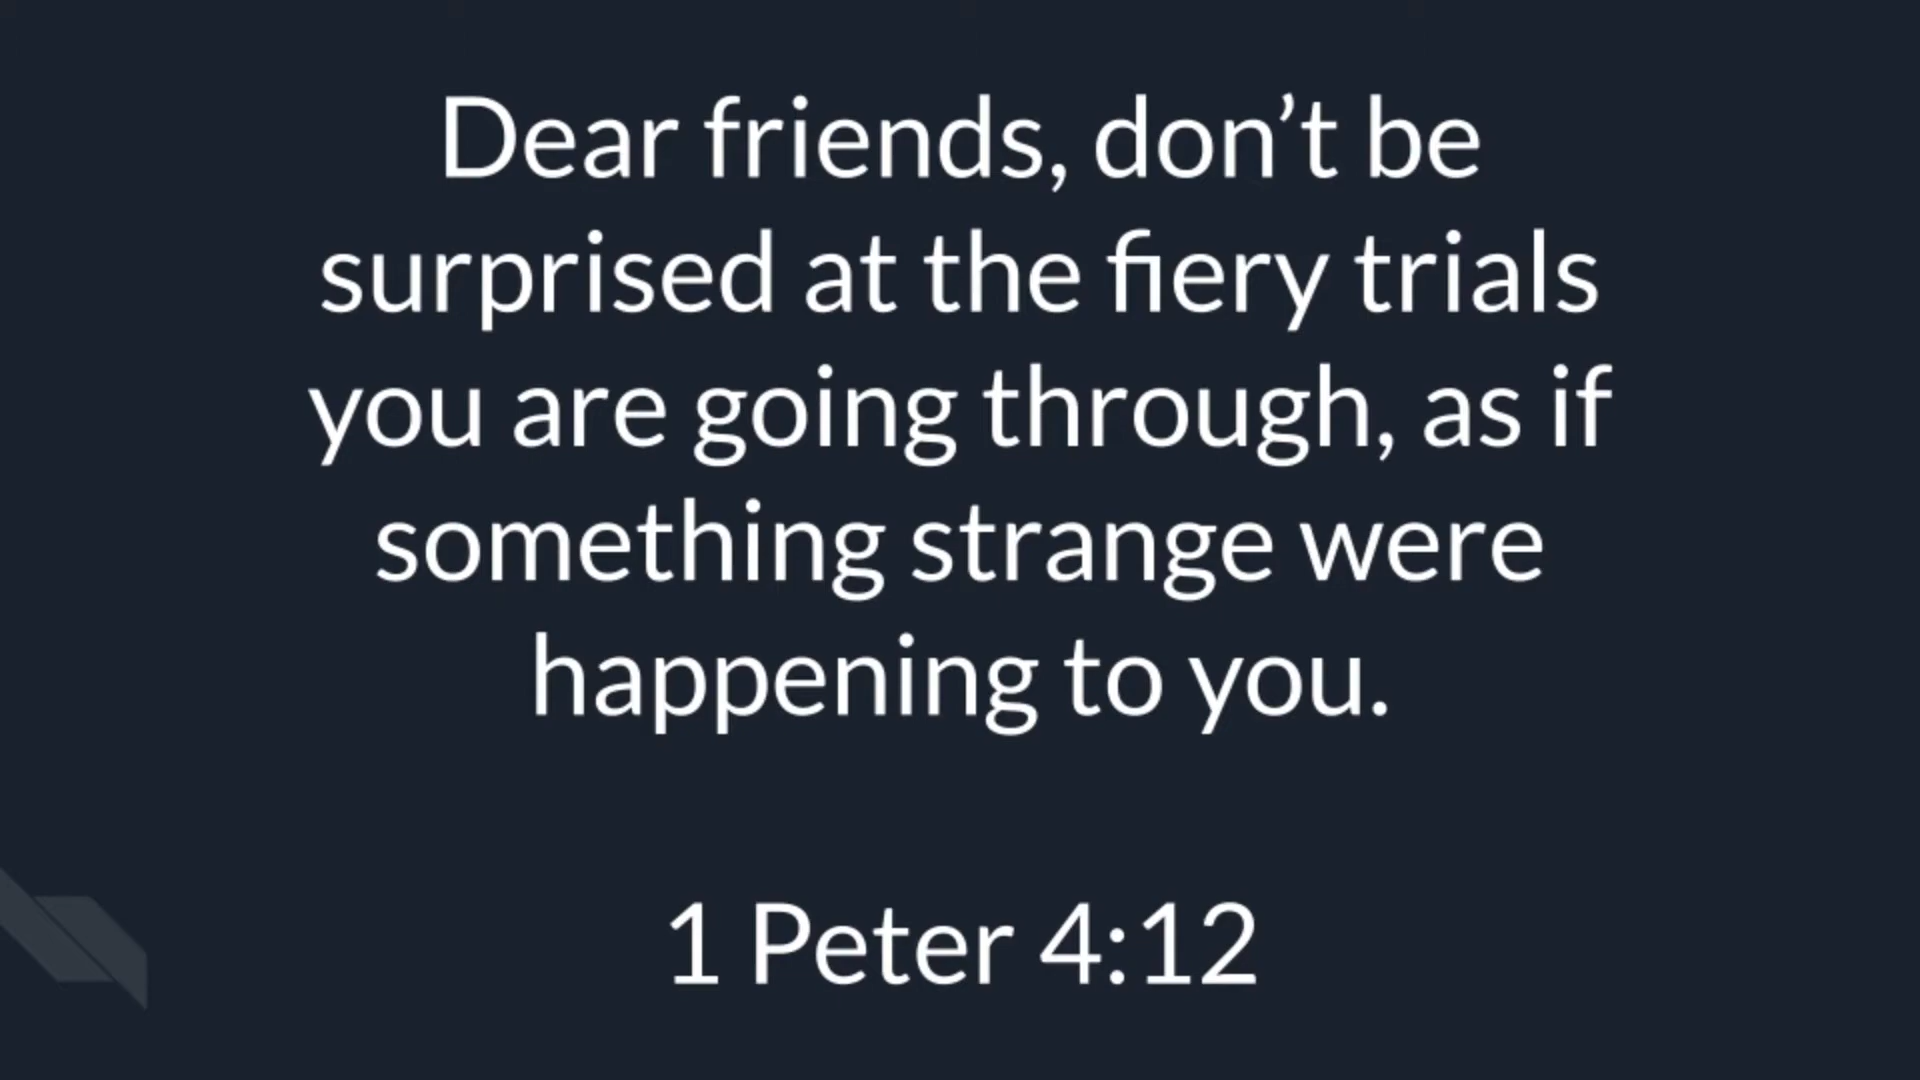 Dear friends, don’t be
surprised at the fiery trials
you are going through, as if
something strange were
happening to you.
1 Peter 4:12